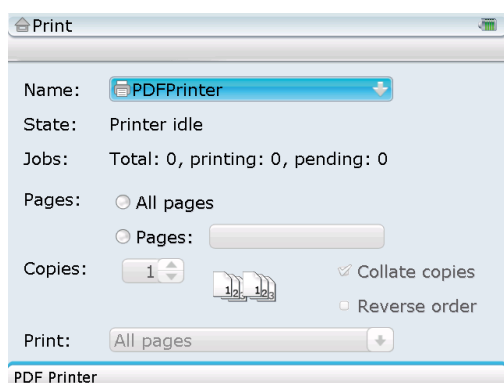 Print
Name: PDFPrinter
State: Printer idle
Jobs: Total: 0, printing: 0, pending: 0
Pages: All pages
Pages:
Copies: 1 Collate copies
Reverse order
Print: All pages
PDF Printer